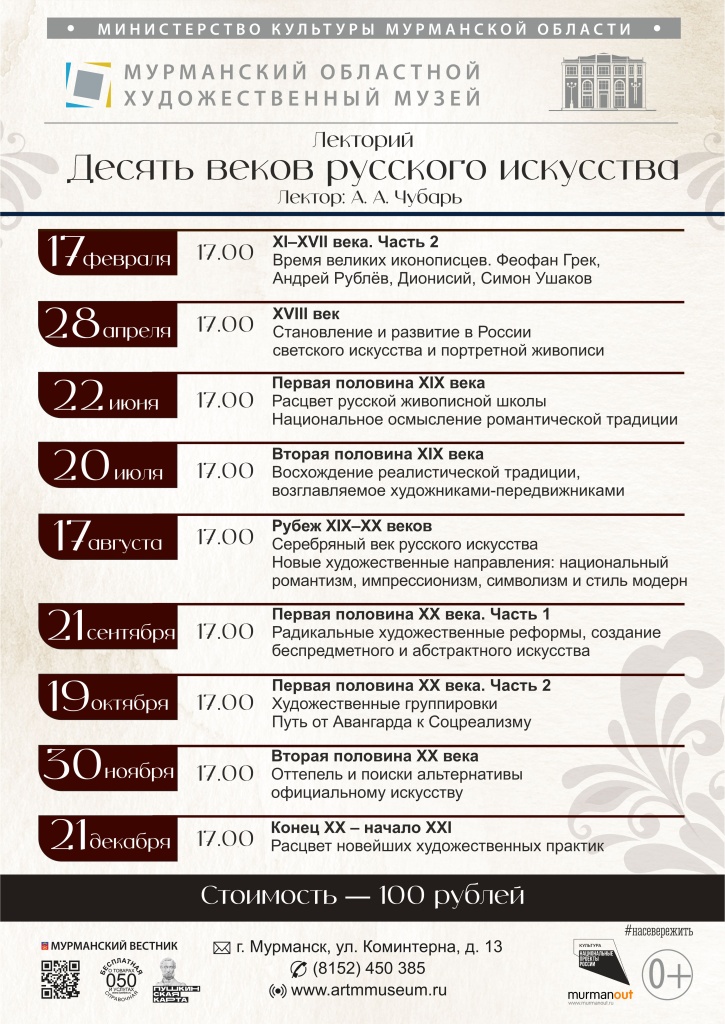 • МИНИСТЕРСТВО КУЛЬТУРЫ МУРМАНСКОЙ ОБЛАСТИ •
МУРМАНСКИЙ ОБЛАСТНОЙ
ХУДОЖЕСТВЕННЫЙ МУЗЕЙ
Лекторий
Десять веков русского искусства
Лектор: А. А. Чубарь
17 февраля
17.00
XI–XVII века. Часть 2
Время великих иконописцев. Феофан Грек,
Андрей Рублёв, Дионисий, Симон Ушаков
28 апреля
17.00
XVIII век
Становление и развитие в России
светского искусства и портретной живописи
22 июня
17.00
Первая половина XIX века
Расцвет русской живописной школы
Национальное осмысление романтической традиции
20 июля
17.00
Вторая половина XIX века
Восхождение реалистической традиции,
возглавляемое художниками-передвижниками
17 августа
17.00
Рубеж XIX–XX веков
Серебряный век русского искусства
Новые художественные направления: национальный
романтизм, импрессионизм, символизм и стиль модерн
21 сентября
17.00
Первая половина XX века. Часть 1
Радикальные художественные реформы, создание
беспредметного и абстрактного искусства
19 октября
17.00
Первая половина XX века. Часть 2
Художественные группировки
Путь от Авангарда к Соцреализму
30 ноября
17.00
Вторая половина XX века
Оттепель и поиски альтернативы
официальному искусству
21 декабря
17.00
Конец XX – начало XXI
Расцвет новейших художественных практик
Стоимость — 100 рублей
#насевережить
МУРМАНСКИЙ ВЕСТНИК
БЕСПЛАТНАЯ
О ТОВАРАХ
050
И УСЛУГАХ
СПРАВОЧНАЯ
ПУШКИН
СКАЯ
КАРТА
г. Мурманск, ул. Коминтерна, д. 13
(8152) 450 385
www.artmmuseum.ru
КУЛЬТУРА
НАЦИОНАЛЬНЫЕ
ПРОЕКТЫ
РОССИИ
murmanout
www.murmanout.ru
0+